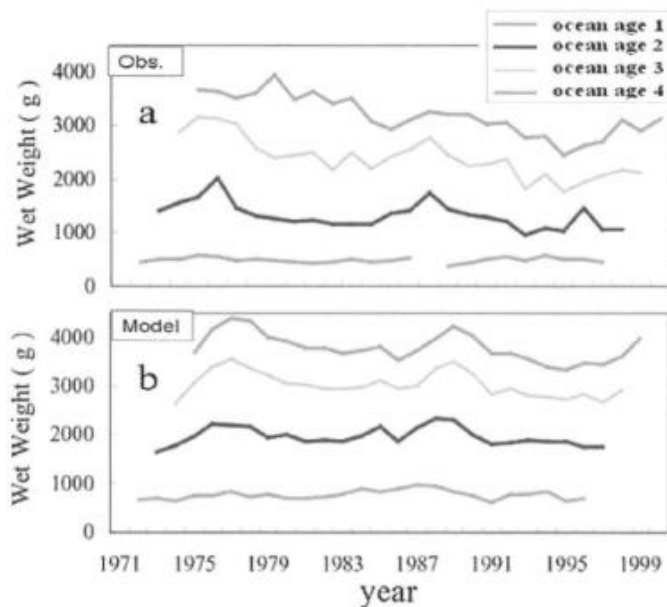 ocean age 1
ocean age 2
ocean age 3
ocean age 4
Obs.
a
Wet Weight ( g )
4000
3000
2000
1000
0
Model
b
Wet Weight ( g )
4000
3000
2000
1000
0
1971 1975 1979 1983 1987 1991 1995 1999
year